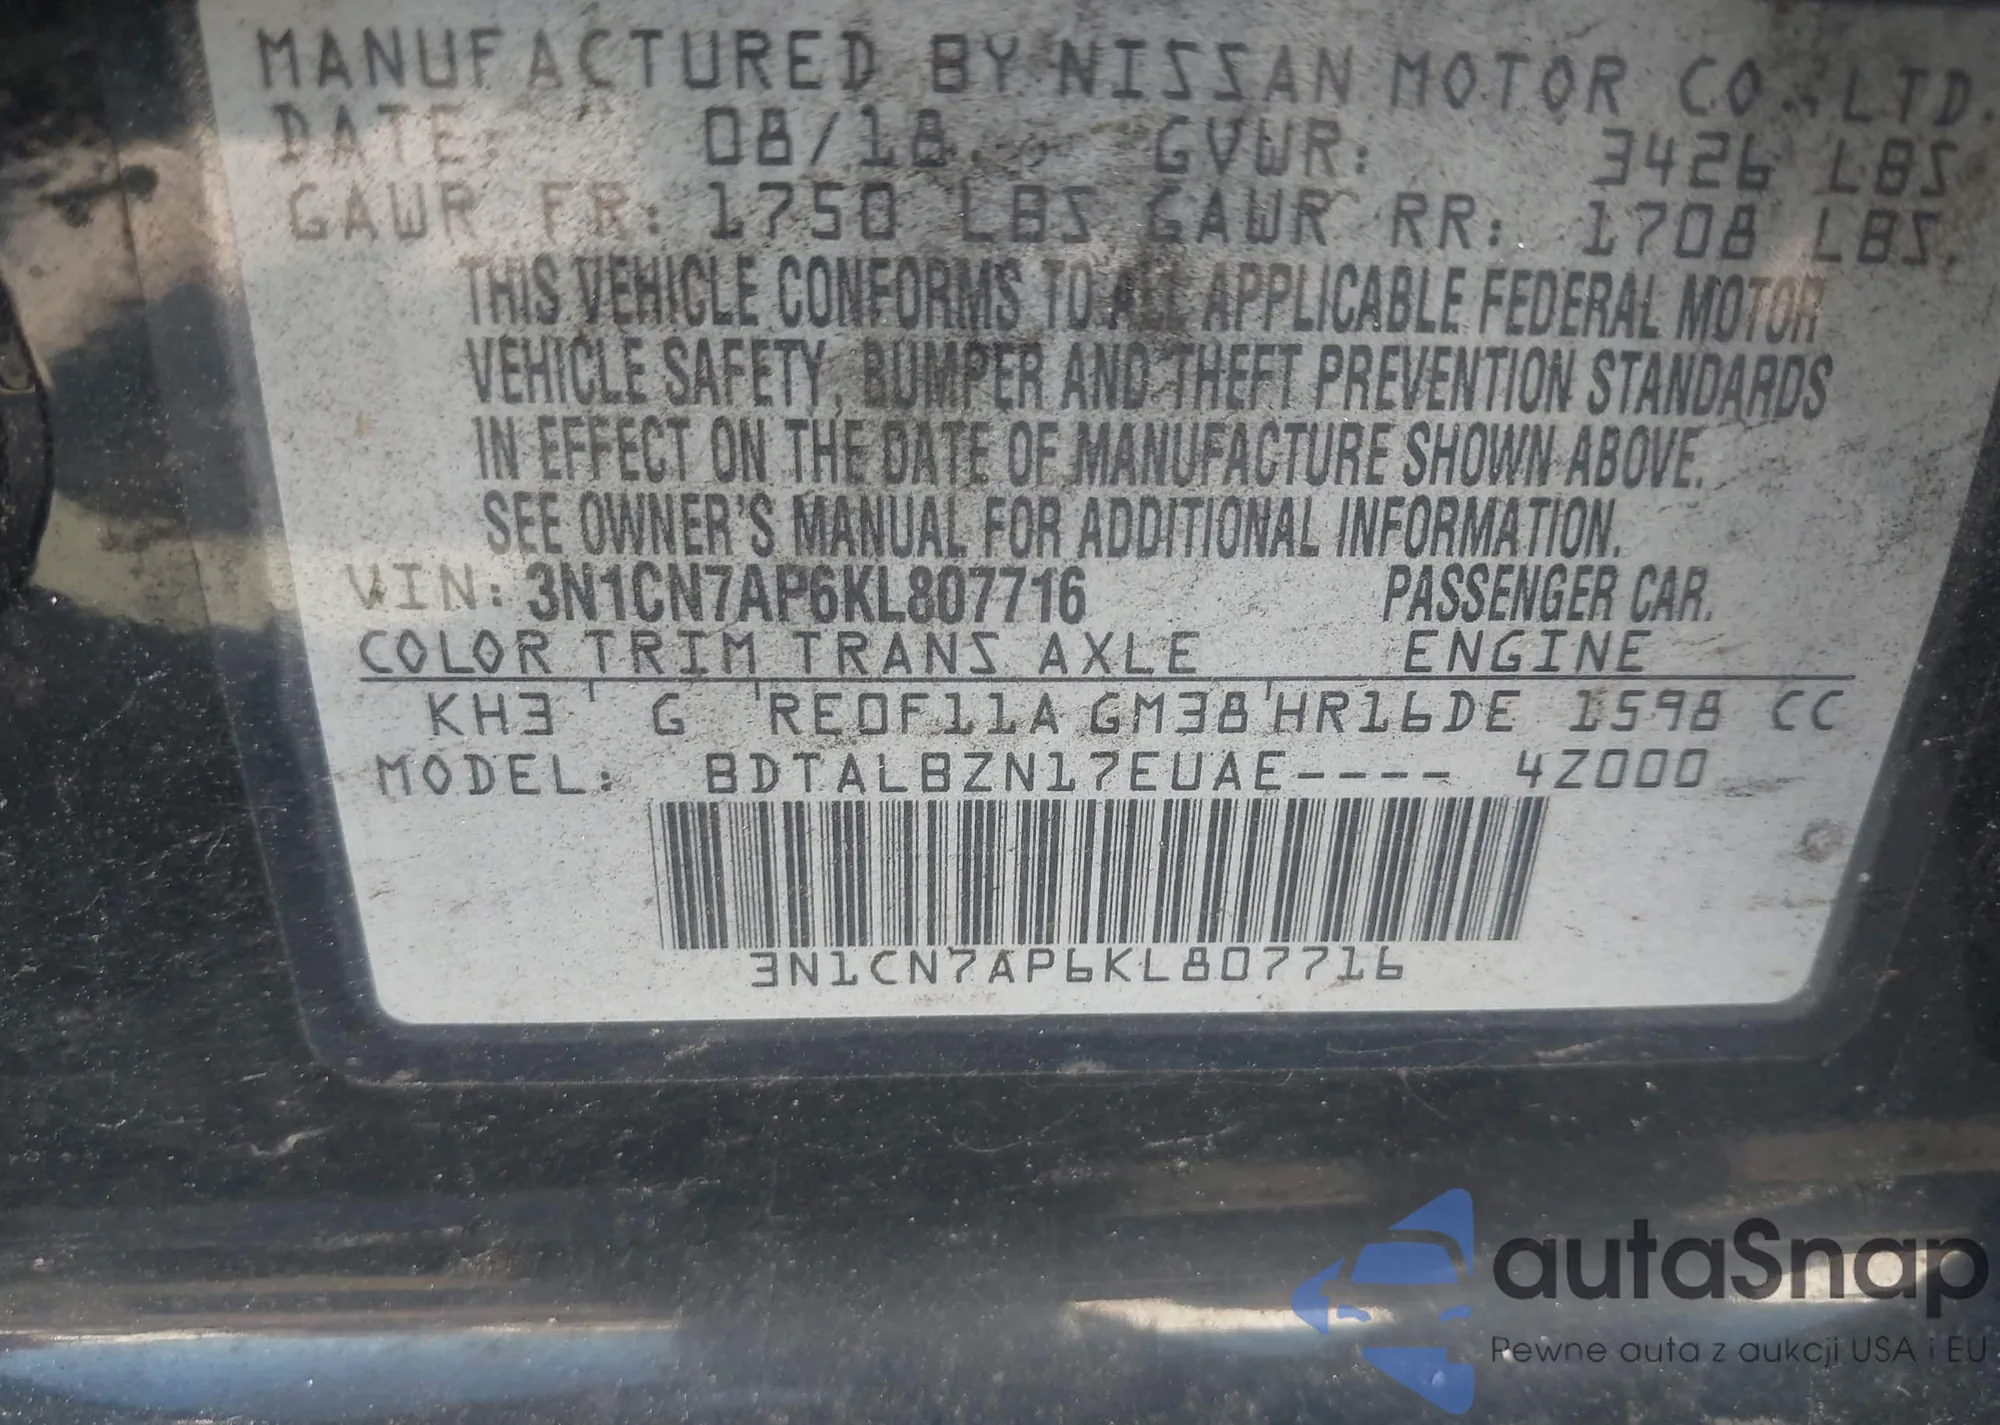 MANUFACTURED BY NISSAN MOTOR CO., LTD.
DATE: 08/18 GVWR: 3426 LBS
GAWR FR: 1750 LBS GAWR RR: 1708 LBS.
THIS VEHICLE CONFORMS TO ALL APPLICABLE FEDERAL MOTOR
VEHICLE SAFETY, BUMPER AND THEFT PREVENTION STANDARDS
IN EFFECT ON THE DATE OF MANUFACTURE SHOWN ABOVE.
SEE OWNER'S MANUAL FOR ADDITIONAL INFORMATION.
VIN: 3N1CN7AP6KL807716 PASSENGER CAR.
COLOR TRIM TRANS AXLE ENGINE
KH3 ' G 'RE0F11A GM38'HR16DE 1598 CC
MODEL: BDTALBZN17EUAE---- 4Z000
3N1CN7AP6KL807716
autaSnap
Pewne auta z aukcji USA i EU